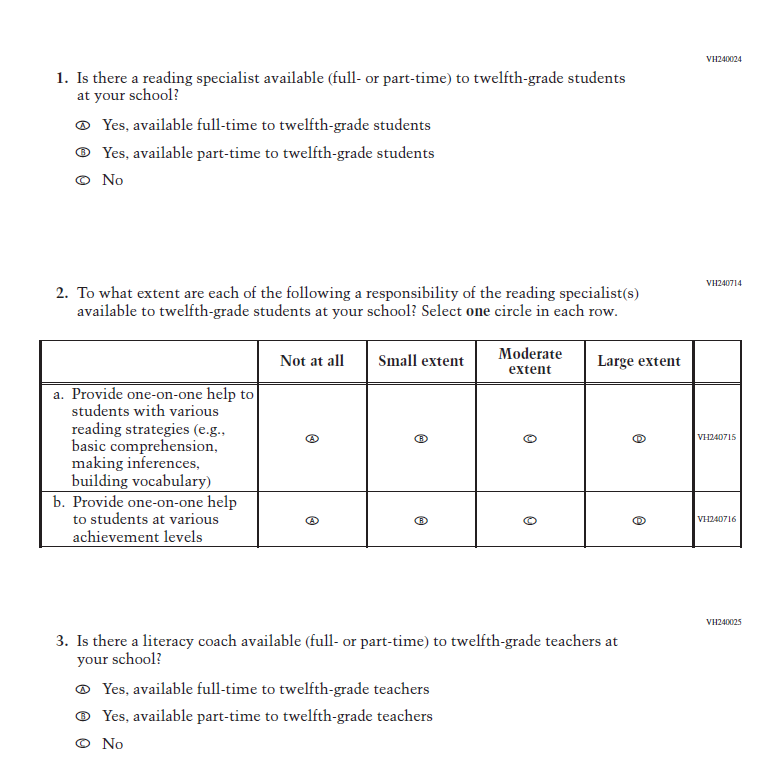 VH240024
1. Is there a reading specialist available (full- or part-time) to twelfth-grade students
at your school?
Ⓐ Yes, available full-time to twelfth-grade students
Ⓑ Yes, available part-time to twelfth-grade students
Ⓒ No
VH240714
2. To what extent are each of the following a responsibility of the reading specialist(s)
available to twelfth-grade students at your school? Select one circle in each row.
Not at all Small extent Moderate extent Large extent
a. Provide one-on-one help to
students with various
reading strategies (e.g.,
basic comprehension,
making inferences,
building vocabulary)
Ⓐ Ⓑ Ⓒ Ⓓ VH240715
b. Provide one-on-one help
to students at various
achievement levels
Ⓐ Ⓑ Ⓒ Ⓓ VH240716
VH240025
3. Is there a literacy coach available (full- or part-time) to twelfth-grade teachers at
your school?
Ⓐ Yes, available full-time to twelfth-grade teachers
Ⓑ Yes, available part-time to twelfth-grade teachers
Ⓒ No